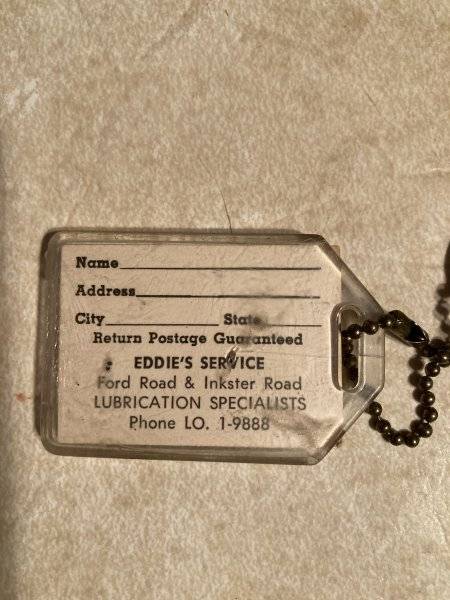 Name
Address
City State
Return Postage Guaranteed
EDDIE'S SERVICE
Ford Road & Inkster Road
LUBRICATION SPECIALISTS
Phone LO. 1-9888